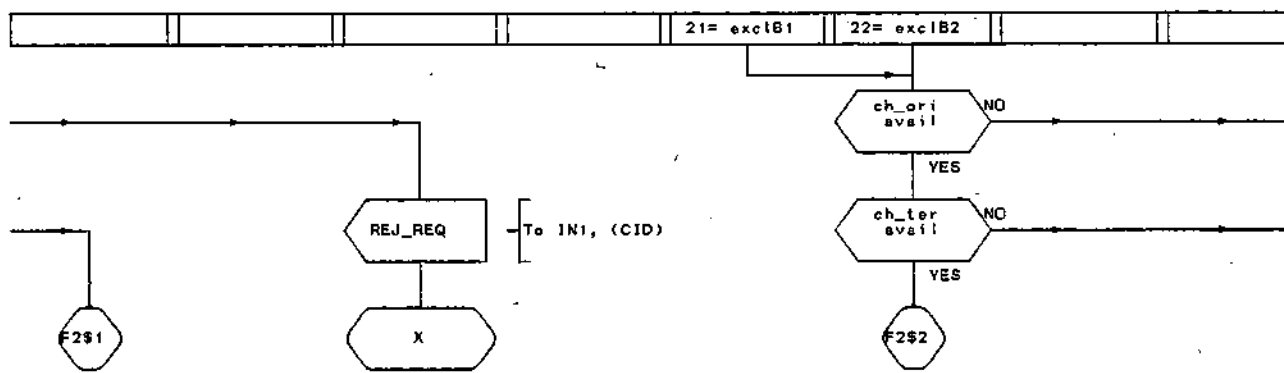 21= exclB1
22= exclB2
ch_ori
avail
NO
YES
REJ_REQ
To IN1, (CID)
ch_ter
avail
NO
YES
F2$1
X
F2$2